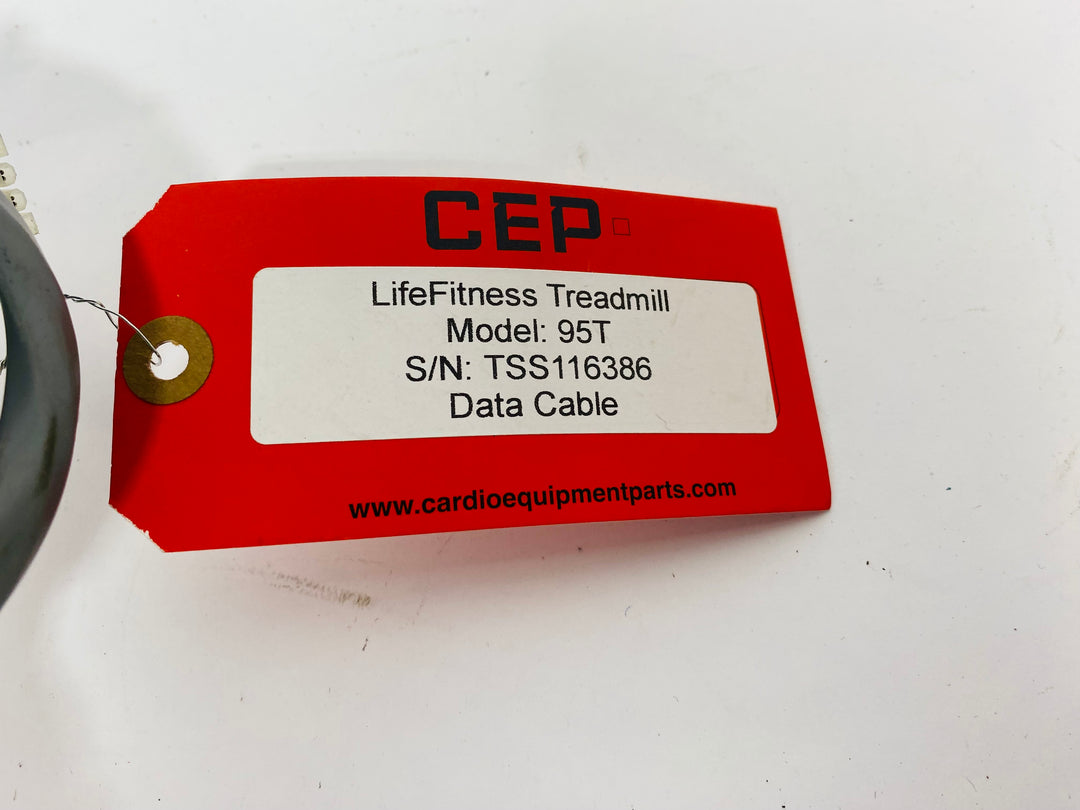 CEP
LifeFitness Treadmill
Model: 95T
S/N: TSS116386
Data Cable
www.cardioequipmentparts.com